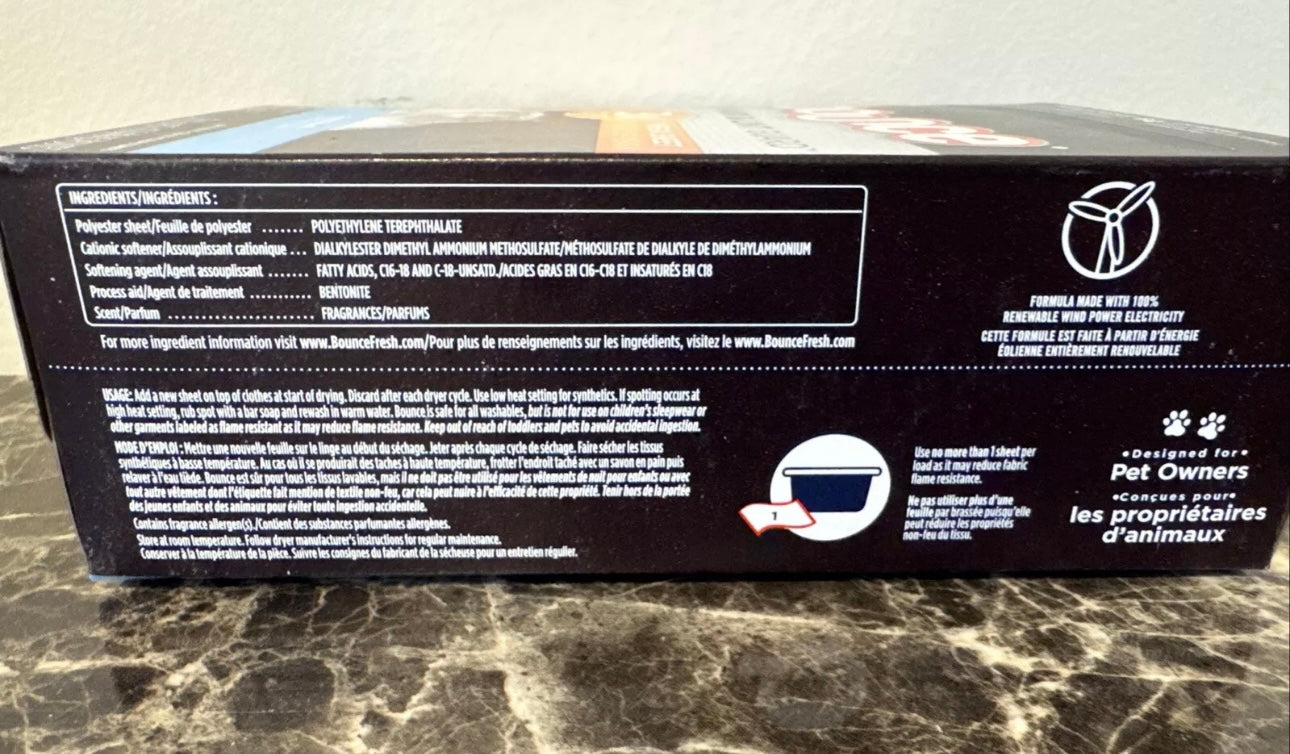 INGREDIENTS/INGRÉDIENTS :
Polyester sheet/Feuille de polyester ....... POLYETHYLENE TEREPHTHALATE
Cationic softener/Assouplissant cationique ... DIALKYLESTER DIMETHYL AMMONIUM METHOSULFATE/MÉTHOSULFATE DE DIALKYLE DE DIMÉTHYLAMMONIUM
Softening agent/Agent assouplissant ....... FATTY ACIDS, C16-18 AND C-18-UNSATD./ACIDES GRAS EN C16-C18 ET INSATURÉS EN C18
Process aid/Agent de traitement ............ BENTONITE
Scent/Parfum ........................... FRAGRANCES/PARFUMS
For more ingredient information visit www.BounceFresh.com/Pour plus de renseignements sur les ingrédients, visitez le www.BounceFresh.com
FORMULA MADE WITH 100%
RENEWABLE WIND POWER ELECTRICITY
CETTE FORMULE EST FAITE À PARTIR D'ÉNERGIE
ÉOLIENNE ENTIÈREMENT RENOUVELABLE
USAGE: Add a new sheet on top of clothes at start of drying. Discard after each dryer cycle. Use low heat setting for synthetics. If spotting occurs at
high heat setting, rub spot with a bar soap and rewash in warm water. Bounce is safe for all washables, but is not for use on children's sleepwear or
other garments labeled as flame resistant as it may reduce flame resistance. Keep out of reach of toddlers and pets to avoid accidental ingestion.
MODE D'EMPLOI : Mettre une nouvelle feuille sur le linge au début du séchage. Jeter après chaque cycle de séchage. Faire sécher les tissus
synthétiques à basse température. Au cas où il se produirait des taches à haute température, frotter l'endroit taché avec un savon en pain puis
relaver à l'eau tiède. Bounce est sûr pour tous les tissus lavables, mais il ne doit pas être utilisé pour les vêtements de nuit pour enfants ou avec
tout autre vêtement dont l'étiquette fait mention de textile non-feu, car cela peut nuire à l'efficacité de cette propriété. Tenir hors de la portée
des jeunes enfants et des animaux pour éviter toute ingestion accidentelle.
Contains fragrance allergen(s)./Contient des substances parfumantes allergènes.
Store at room temperature. Follow dryer manufacturer's instructions for regular maintenance.
Conserver à la température de la pièce. Suivre les consignes du fabricant de la sécheuse pour un entretien régulier.
1
Use no more than 1 sheet per
load as it may reduce fabric
flame resistance.
Ne pas utiliser plus d'une
feuille par brassée puisqu'elle
peut réduire les propriétés
non-feu du tissu.
•Designed for•
Pet Owners
•Conçues pour•
les propriétaires
d'animaux